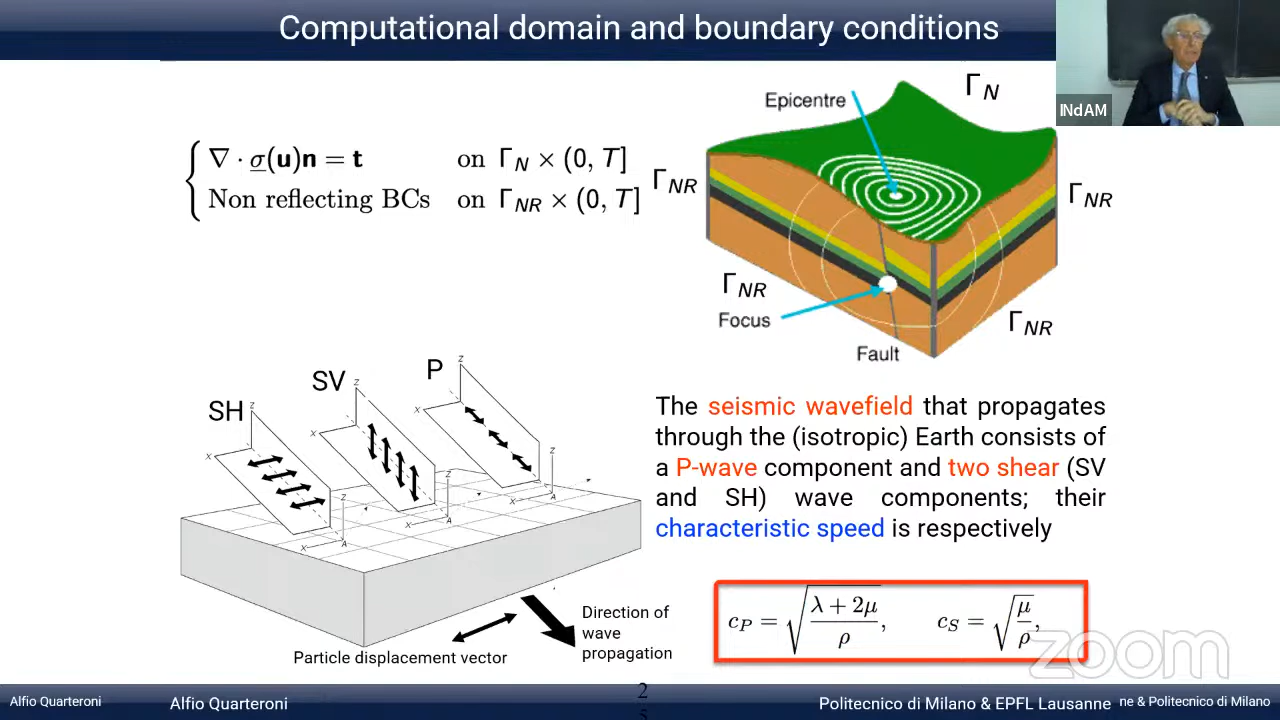 Computational domain and boundary conditions
INdAM
∇ · σ(u)n = t on Γ_N × (0, T]
Non reflecting BCs on Γ_NR × (0, T]
Epicentre
Γ_N
Γ_NR
Γ_NR
Γ_NR
Focus
Γ_NR
Fault
SH
SV
P
z
x
z
x
z
x
z
x
A
z
x
A
z
x
A
The seismic wavefield that propagates
through the (isotropic) Earth consists of
a P-wave component and two shear (SV
and SH) wave components; their
characteristic speed is respectively
c_P = √((λ + 2μ)/ρ), c_S = √(μ/ρ),
Direction of
wave
propagation
Particle displacement vector
zoom
Alfio Quarteroni
Alfio Quarteroni
2
5
Politecnico di Milano & EPFL Lausanne
ne & Politecnico di Milano